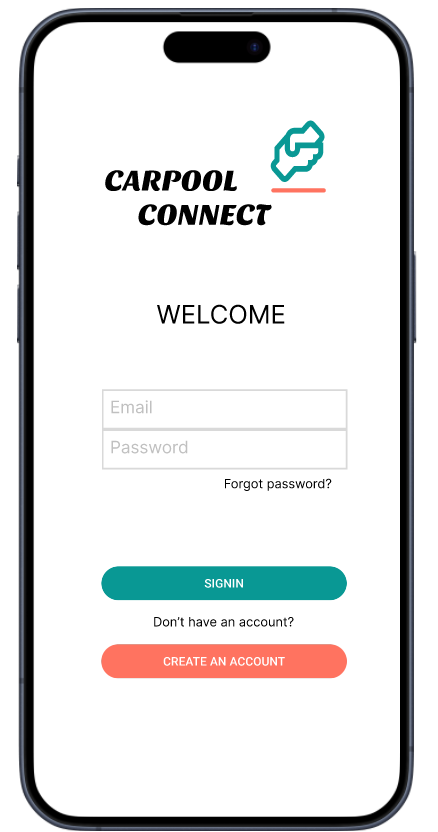 CARPOOL
CONNECT
WELCOME
Email
Password
Forgot password?
SIGNIN
Don't have an account?
CREATE AN ACCOUNT